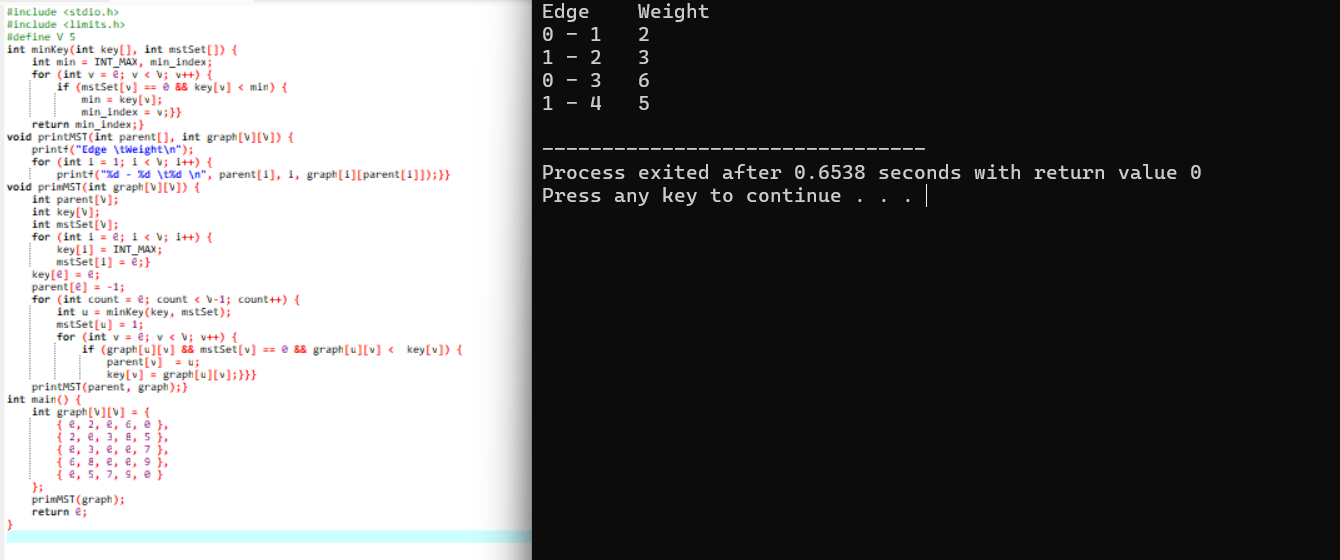 #include <stdio.h>
#include <limits.h>
#define V 5
int minKey(int key[], int mstSet[]) {
    int min = INT_MAX, min_index;
    for (int v = 0; v < V; v++) {
        if (mstSet[v] == 0 && key[v] < min) {
            min = key[v];
            min_index = v;}}
    return min_index;}
void printMST(int parent[], int graph[V][V]) {
    printf("Edge \tWeight\n");
    for (int i = 1; i < V; i++) {
        printf("%d - %d \t%d \n", parent[i], i, graph[i][parent[i]]);}}
void primMST(int graph[V][V]) {
    int parent[V];
    int key[V];
    int mstSet[V];
    for (int i = 0; i < V; i++) {
        key[i] = INT_MAX;
        mstSet[i] = 0;}
    key[0] = 0;
    parent[0] = -1;
    for (int count = 0; count < V-1; count++) {
        int u = minKey(key, mstSet);
        mstSet[u] = 1;
        for (int v = 0; v < V; v++) {
            if (graph[u][v] && mstSet[v] == 0 && graph[u][v] <  key[v]) {
                parent[v]  = u;
                key[v] = graph[u][v];}}}
    printMST(parent, graph);}
int main() {
    int graph[V][V] = {
        { 0, 2, 0, 6, 0 },
        { 2, 0, 3, 8, 5 },
        { 0, 3, 0, 0, 7 },
        { 6, 8, 0, 0, 9 },
        { 0, 5, 7, 9, 0 }
    };
    primMST(graph);
    return 0;
}
Edge    Weight
0 - 1   2
1 - 2   3
0 - 3   6
1 - 4   5
--------------------------------
Process exited after 0.6538 seconds with return value 0
Press any key to continue . . .